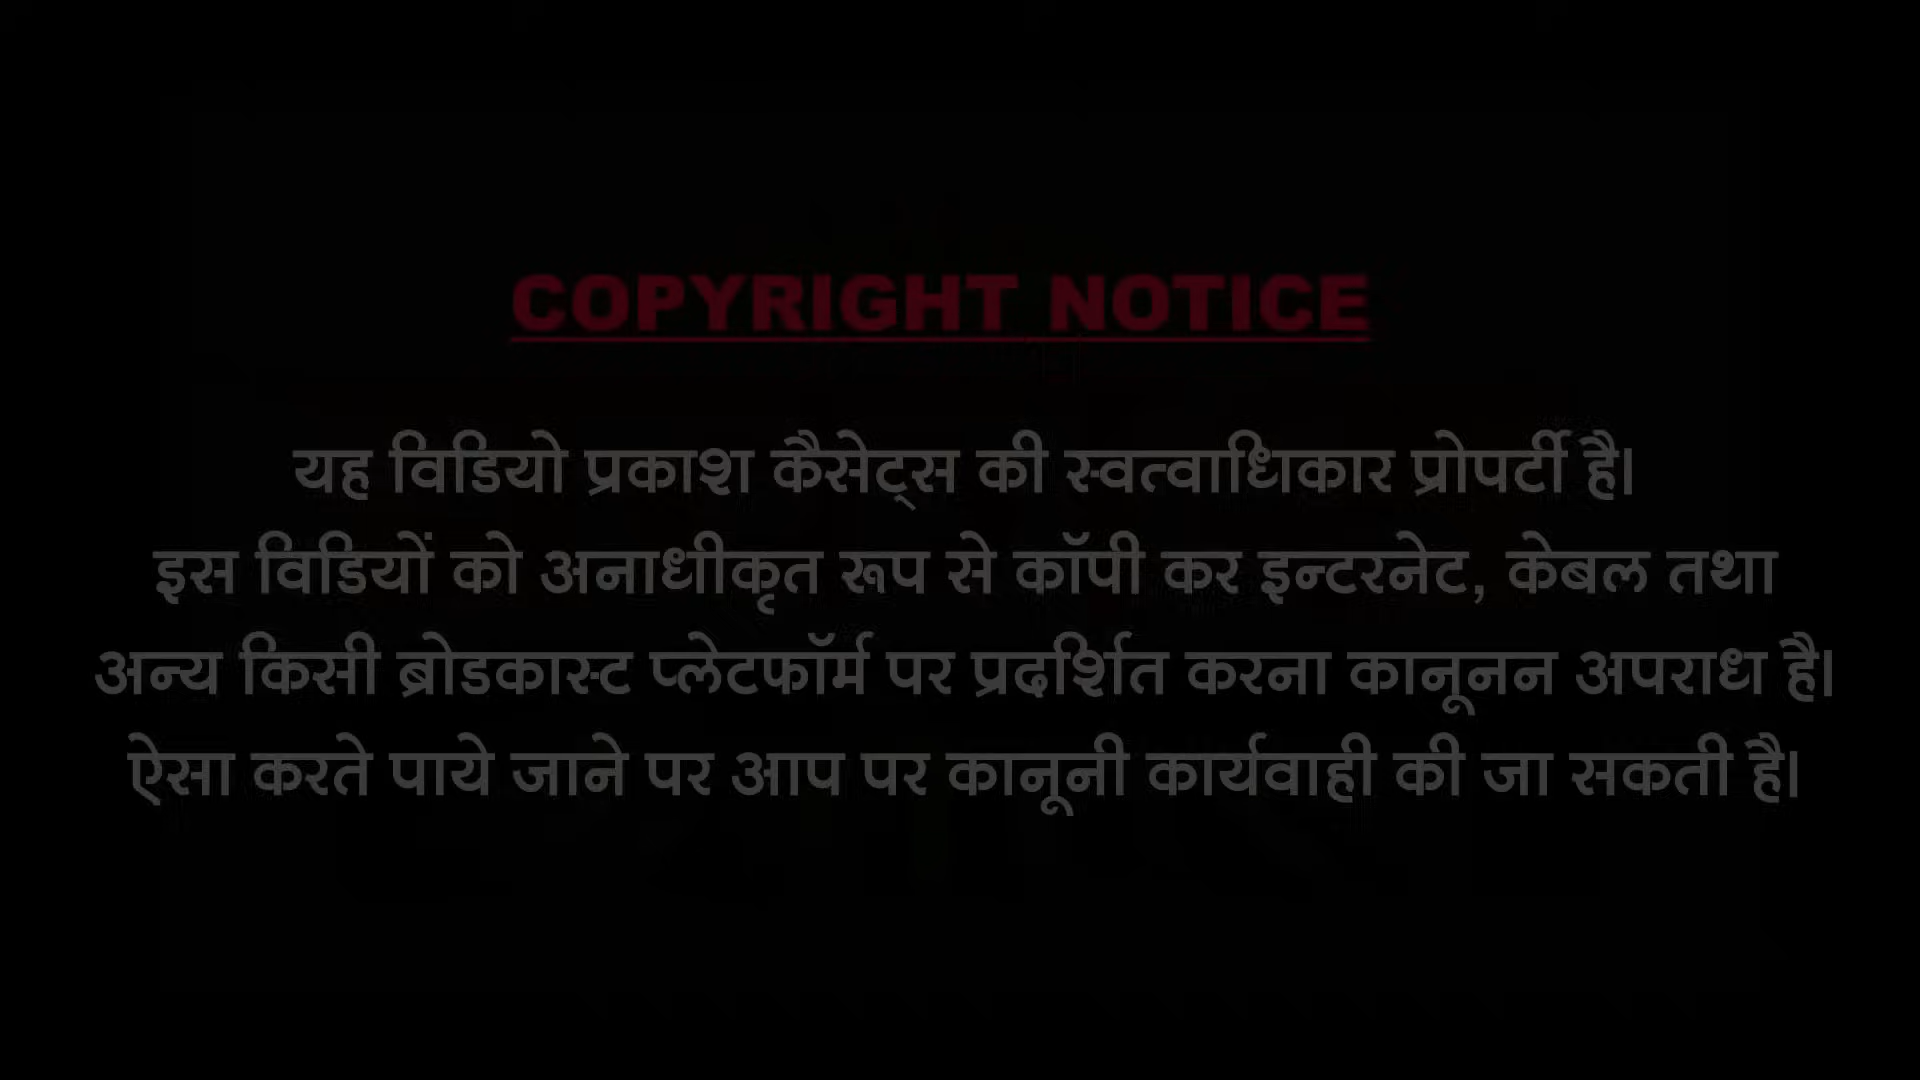 COPYRIGHT NOTICE
यह विडियो प्रकाश कैसेट्स की स्वत्वाधिकार प्रोपर्टी है।
इस विडियों को अनाधीकृत रूप से कॉपी कर इन्टरनेट, केबल तथा
अन्य किसी ब्रोडकास्ट प्लेटफॉर्म पर प्रदर्शित करना कानूनन अपराध है।
ऐसा करते पाये जाने पर आप पर कानूनी कार्यवाही की जा सकती है।